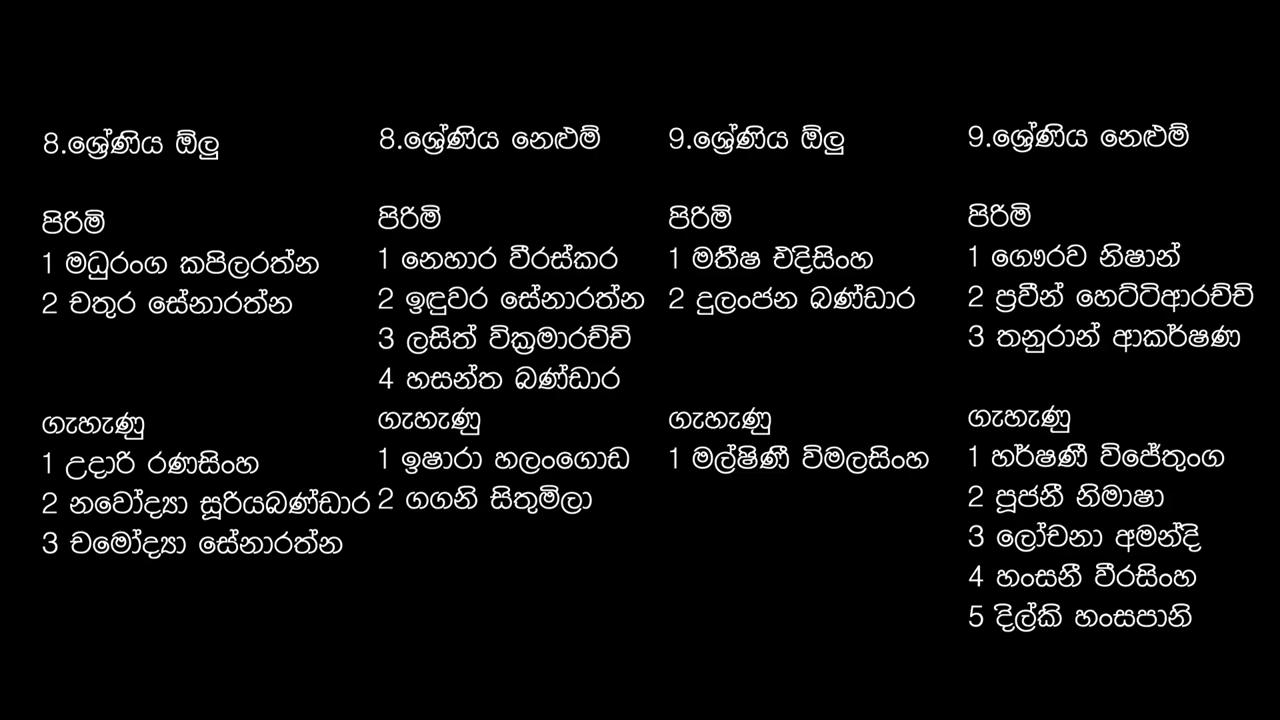 8.ශ්‍රේණිය ඕලු
පිරිමි
1 මධුරංග කපිලරත්න
2 චතුර සේනාරත්න
ගැහැණු
1 උදාරි රණසිංහ
2 නවෝද්‍යා සූරියබණ්ඩාර
3 චමෝද්‍යා සේනාරත්න
8.ශ්‍රේණිය නෙළුම්
පිරිමි
1 නෙහාර වීරස්කර
2 ඉඳුවර සේනාරත්න
3 ලසිත් වික්‍රමාරච්චි
4 හසන්ත බණ්ඩාර
ගැහැණු
1 ඉෂාරා හලංගොඩ
2 ගගනි සිතුමිලා
9.ශ්‍රේණිය ඕලු
පිරිමි
1 මතීෂ එදිසිංහ
2 දුලංජන බණ්ඩාර
ගැහැණු
1 මල්ෂිණී විමලසිංහ
9.ශ්‍රේණිය නෙළුම්
පිරිමි
1 ගෞරව නිෂාන්
2 ප්‍රවීන් හෙට්ටිආරච්චි
3 තනුරාන් ආකර්ෂණ
ගැහැණු
1 හර්ෂණී විජේතුංග
2 පූජනී නිමාෂා
3 ලෝචනා අමන්දි
4 හංසනී වීරසිංහ
5 දිල්කි හංසපානි